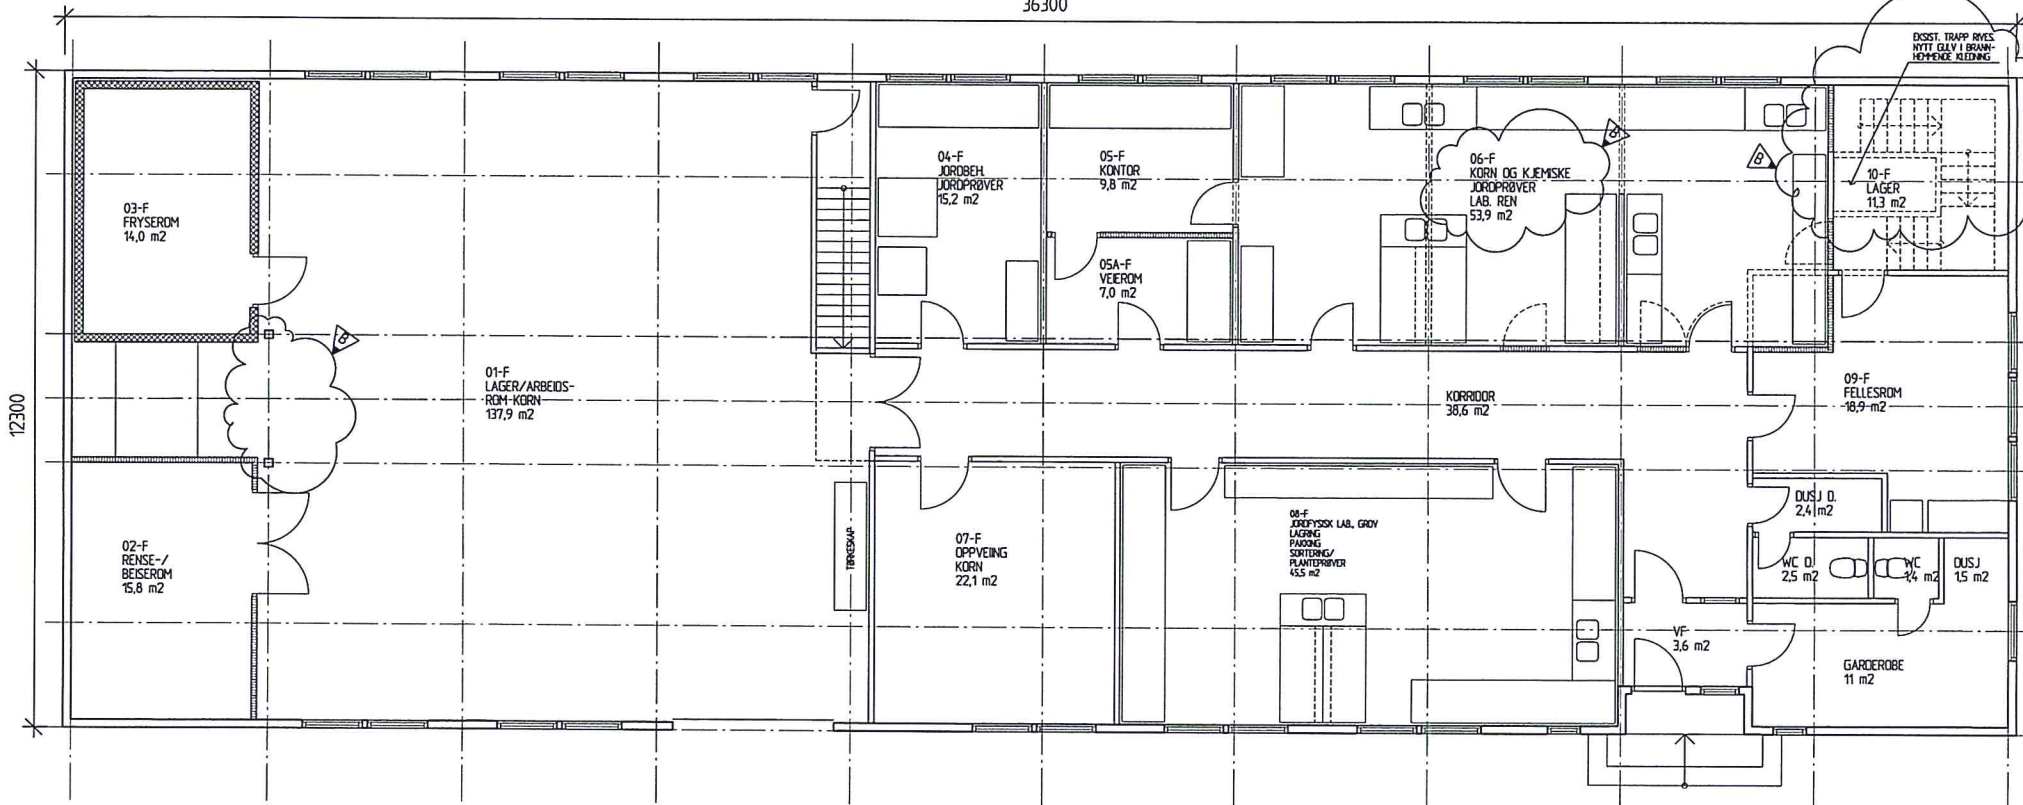 36300
EKSIST. TRAPP RIVES.
NYTT GULV I BRANN-
HEMMENDE KLEDNING
12300
03-F
FRYSEROM
14,0 m2
04-F
JORDBEH.
JORDPRØVER
15,2 m2
05-F
KONTOR
9,8 m2
05A-F
VEIEROM
7,0 m2
06-F
KORN OG KJEMISKE
JORDPRØVER
LAB. REN
53,9 m2
B
B
10-F
LAGER
11,3 m2
B
01-F
LAGER/ARBEIDS-
ROM-KORN
137,9 m2
KORRIDOR
38,6 m2
09-F
FELLESROM
18,9 m2
02-F
RENSE-/
BEISEROM
15,8 m2
TØRKESKAP
07-F
OPPVEIING
KORN
22,1 m2
08-F
JORDFYSISK LAB., GROV
LAGRING
PAKKING
SORTERING/
PLANTEPRØVER
45,5 m2
DUSJ D.
2,4 m2
WC D.
2,5 m2
WC
1,4 m2
DUSJ
1,5 m2
VF
3,6 m2
GARDEROBE
11 m2